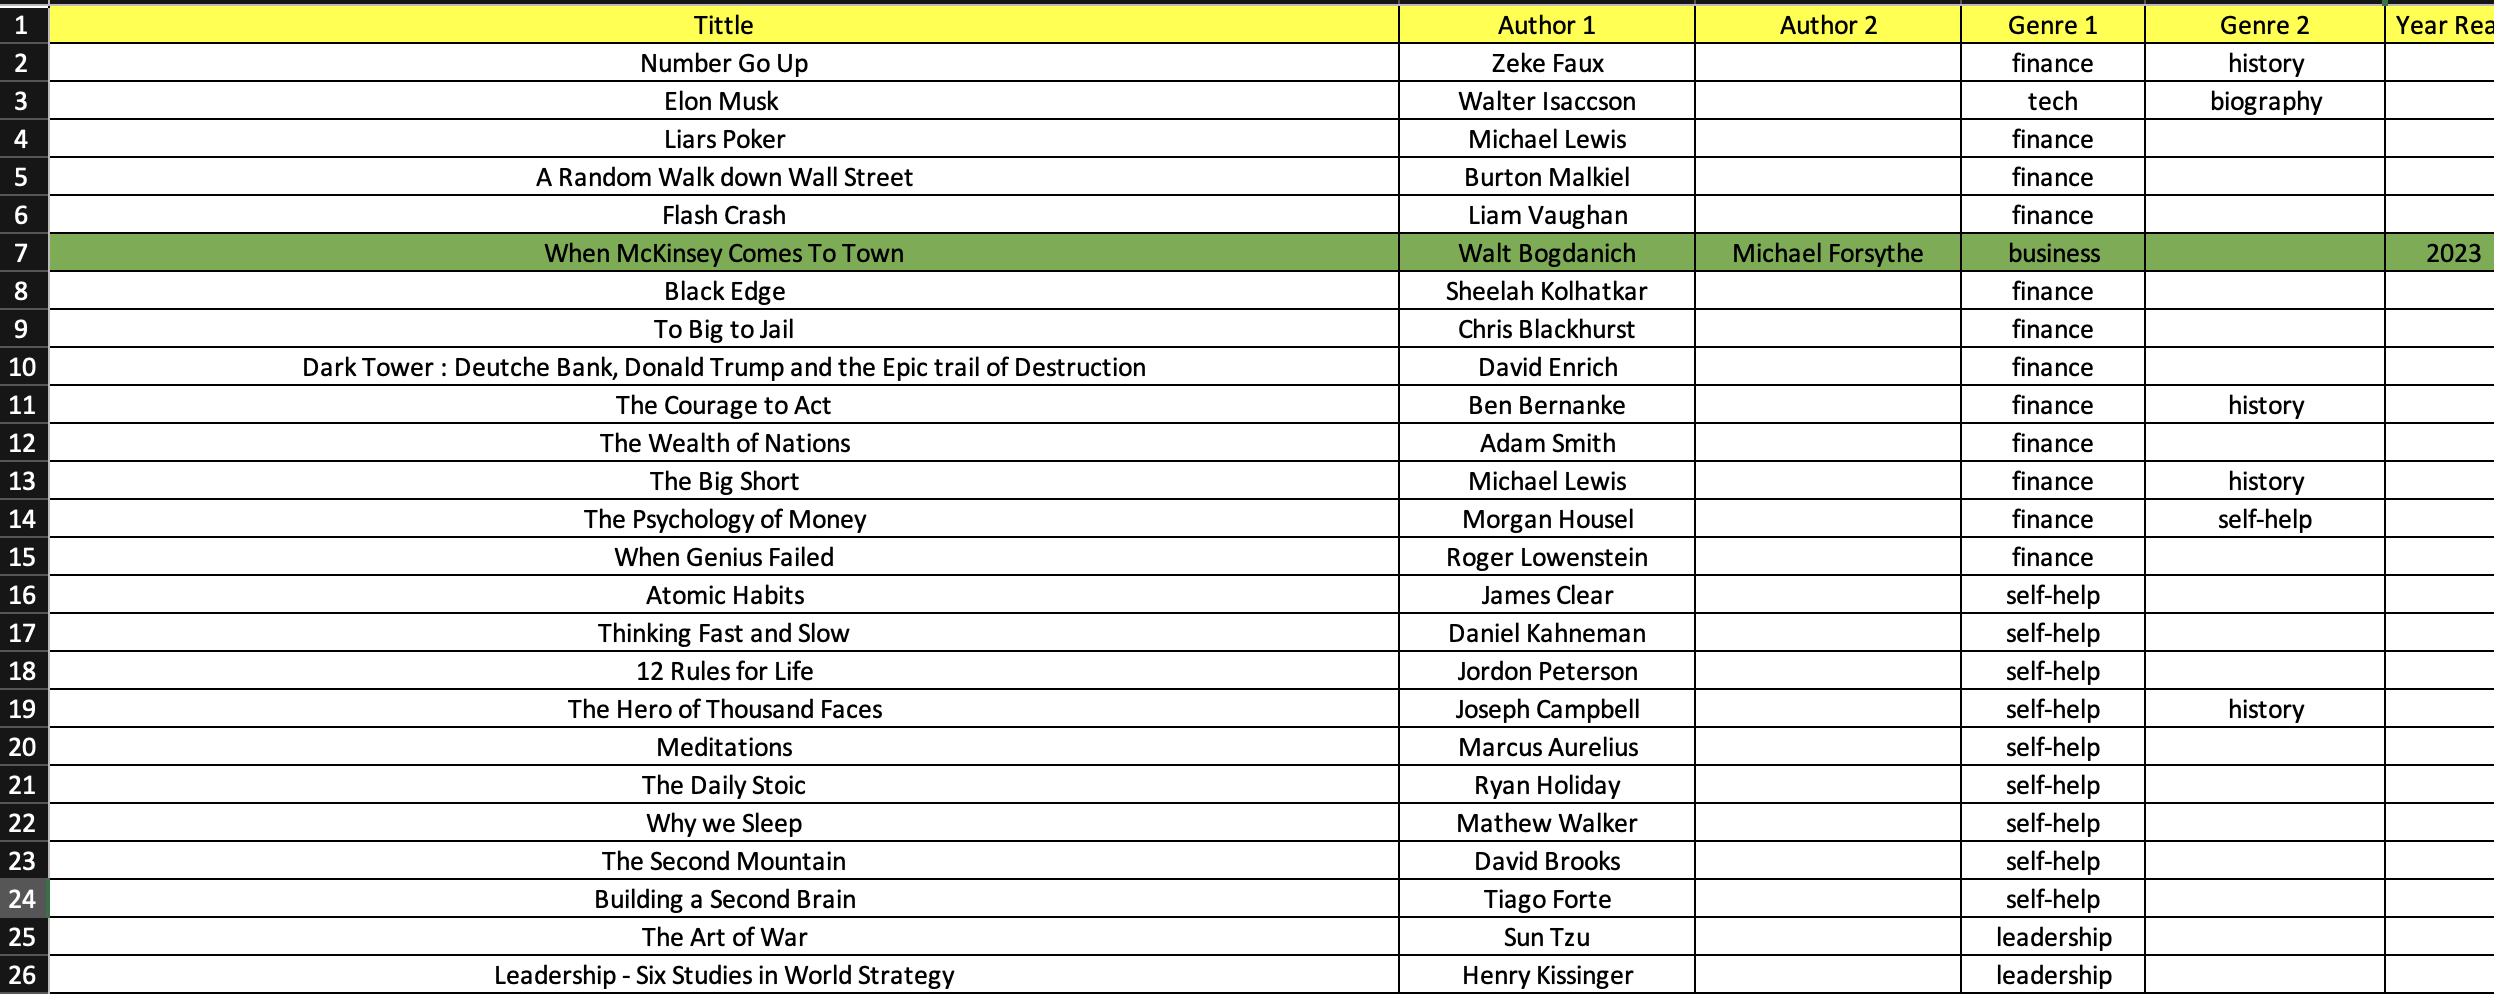 1 Tittle Author 1 Author 2 Genre 1 Genre 2 Year Rea
2 Number Go Up Zeke Faux finance history
3 Elon Musk Walter Isaccson tech biography
4 Liars Poker Michael Lewis finance
5 A Random Walk down Wall Street Burton Malkiel finance
6 Flash Crash Liam Vaughan finance
7 When McKinsey Comes To Town Walt Bogdanich Michael Forsythe business 2023
8 Black Edge Sheelah Kolhatkar finance
9 To Big to Jail Chris Blackhurst finance
10 Dark Tower : Deutche Bank, Donald Trump and the Epic trail of Destruction David Enrich finance
11 The Courage to Act Ben Bernanke finance history
12 The Wealth of Nations Adam Smith finance
13 The Big Short Michael Lewis finance history
14 The Psychology of Money Morgan Housel finance self-help
15 When Genius Failed Roger Lowenstein finance
16 Atomic Habits James Clear self-help
17 Thinking Fast and Slow Daniel Kahneman self-help
18 12 Rules for Life Jordon Peterson self-help
19 The Hero of Thousand Faces Joseph Campbell self-help history
20 Meditations Marcus Aurelius self-help
21 The Daily Stoic Ryan Holiday self-help
22 Why we Sleep Mathew Walker self-help
23 The Second Mountain David Brooks self-help
24 Building a Second Brain Tiago Forte self-help
25 The Art of War Sun Tzu leadership
26 Leadership - Six Studies in World Strategy Henry Kissinger leadership